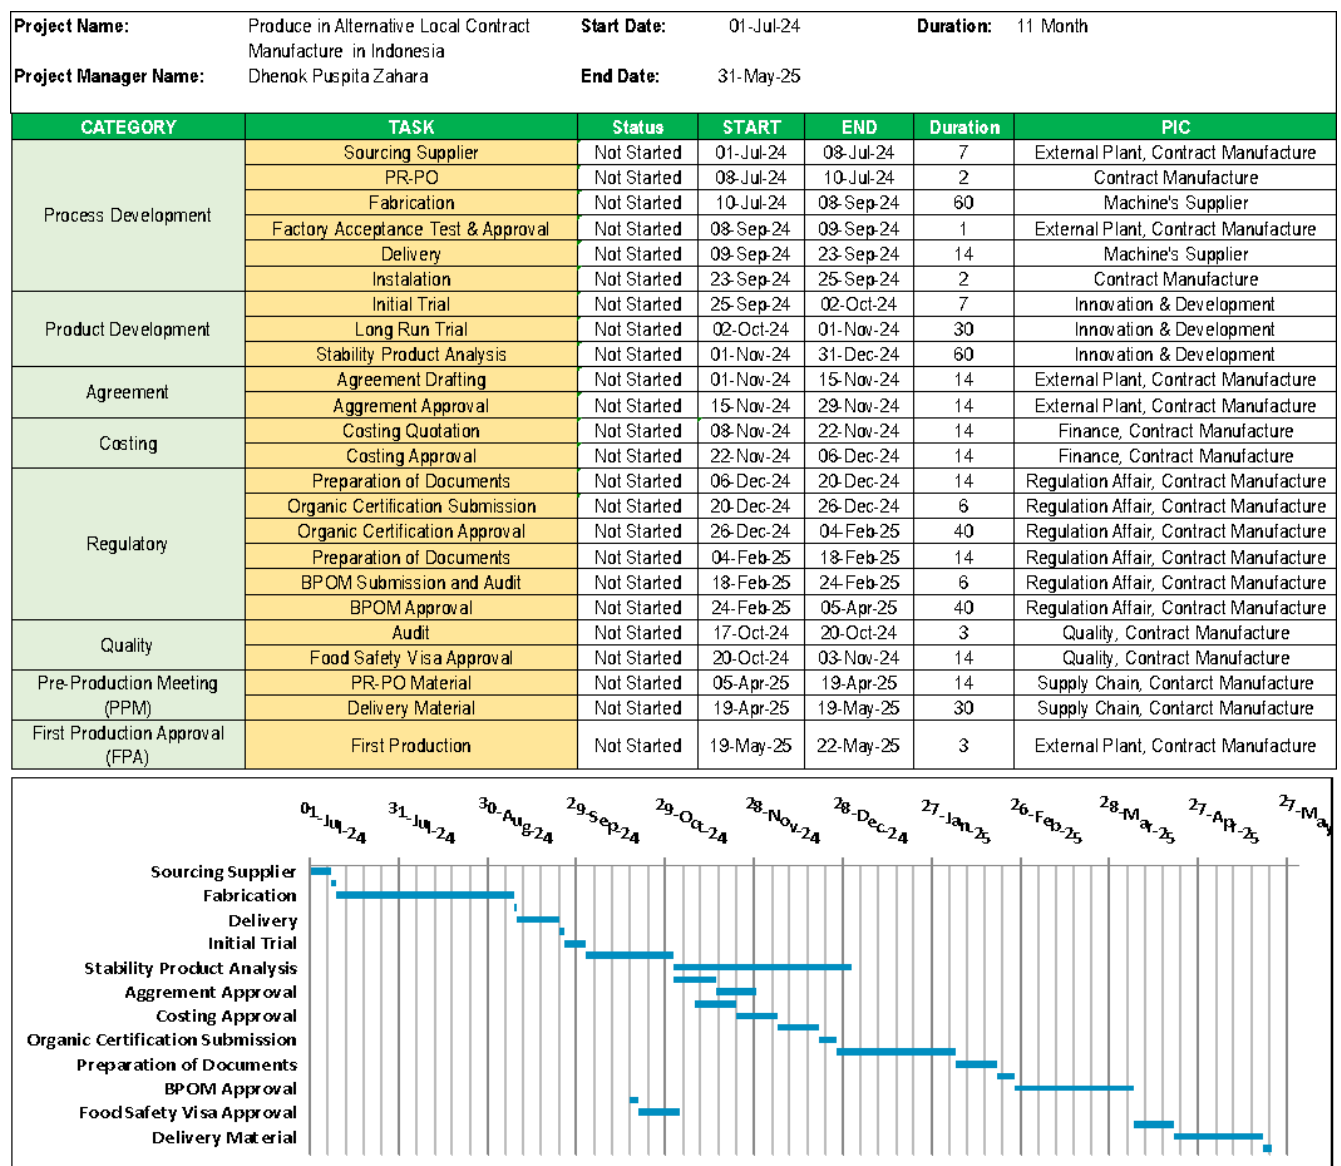 Project Name: Produce in Alternative Local Contract Start Date: 01-Jul-24 Duration: 11 Month
Manufacture in Indonesia
Project Manager Name: Dhenok Puspita Zahara End Date: 31-May-25
CATEGORY TASK Status START END Duration PIC
Process Development
Sourcing Supplier Not Started 01-Jul-24 08-Jul-24 7 External Plant, Contract Manufacture
PR-PO Not Started 08-Jul-24 10-Jul-24 2 Contract Manufacture
Fabrication Not Started 10-Jul-24 08-Sep-24 60 Machine's Supplier
Factory Acceptance Test & Approval Not Started 08-Sep-24 09-Sep-24 1 External Plant, Contract Manufacture
Delivery Not Started 09-Sep-24 23-Sep-24 14 Machine's Supplier
Instalation Not Started 23-Sep-24 25-Sep-24 2 Contract Manufacture
Product Development
Initial Trial Not Started 25-Sep-24 02-Oct-24 7 Innovation & Development
Long Run Trial Not Started 02-Oct-24 01-Nov-24 30 Innovation & Development
Stability Product Analysis Not Started 01-Nov-24 31-Dec-24 60 Innovation & Development
Agreement
Agreement Drafting Not Started 01-Nov-24 15-Nov-24 14 External Plant, Contract Manufacture
Aggrement Approval Not Started 15-Nov-24 29-Nov-24 14 External Plant, Contract Manufacture
Costing
Costing Quotation Not Started 08-Nov-24 22-Nov-24 14 Finance, Contract Manufacture
Costing Approval Not Started 22-Nov-24 06-Dec-24 14 Finance, Contract Manufacture
Regulatory
Preparation of Documents Not Started 06-Dec-24 20-Dec-24 14 Regulation Affair, Contract Manufacture
Organic Certification Submission Not Started 20-Dec-24 26-Dec-24 6 Regulation Affair, Contract Manufacture
Organic Certification Approval Not Started 26-Dec-24 04-Feb-25 40 Regulation Affair, Contract Manufacture
Preparation of Documents Not Started 04-Feb-25 18-Feb-25 14 Regulation Affair, Contract Manufacture
BPOM Submission and Audit Not Started 18-Feb-25 24-Feb-25 6 Regulation Affair, Contract Manufacture
BPOM Approval Not Started 24-Feb-25 05-Apr-25 40 Regulation Affair, Contract Manufacture
Quality
Audit Not Started 17-Oct-24 20-Oct-24 3 Quality, Contract Manufacture
Food Safety Visa Approval Not Started 20-Oct-24 03-Nov-24 14 Quality, Contract Manufacture
Pre-Production Meeting
(PPM)
PR-PO Material Not Started 05-Apr-25 19-Apr-25 14 Supply Chain, Contarct Manufacture
Delivery Material Not Started 19-Apr-25 19-May-25 30 Supply Chain, Contarct Manufacture
First Production Approval
(FPA)
First Production Not Started 19-May-25 22-May-25 3 External Plant, Contract Manufacture
01-Jul-24 31-Jul-24 30-Aug-24 29-Sep-24 29-Oct-24 28-Nov-24 28-Dec-24 27-Jan-25 26-Feb-25 28-Mar-25 27-Apr-25 27-May
Sourcing Supplier
Fabrication
Delivery
Initial Trial
Stability Product Analysis
Aggrement Approval
Costing Approval
Organic Certification Submission
Preparation of Documents
BPOM Approval
Food Safety Visa Approval
Delivery Material